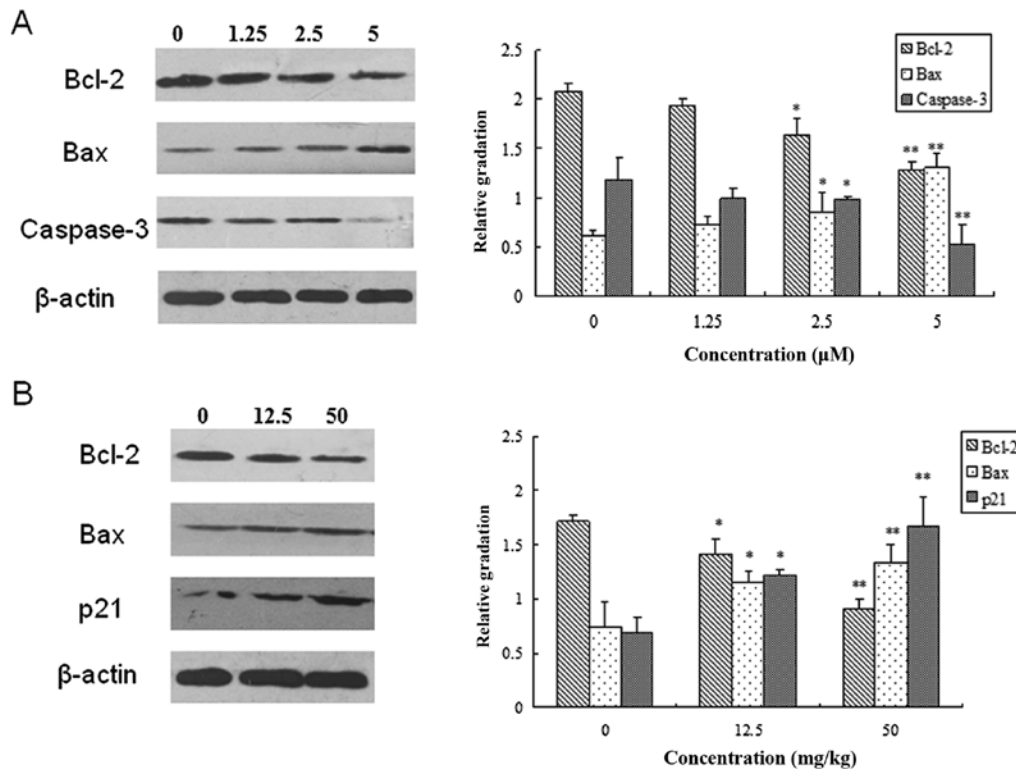 A
0 1.25 2.5 5
Bcl-2
Bax
Caspase-3
β-actin
2.5
2
1.5
1
0.5
0
Relative gradation
Bcl-2
Bax
Caspase-3
*
* *
** **
**
0 1.25 2.5 5
Concentration (μM)
B
0 12.5 50
Bcl-2
Bax
p21
β-actin
2.5
2
1.5
1
0.5
0
Relative gradation
Bcl-2
Bax
p21
*
* *
**
**
**
0 12.5 50
Concentration (mg/kg)